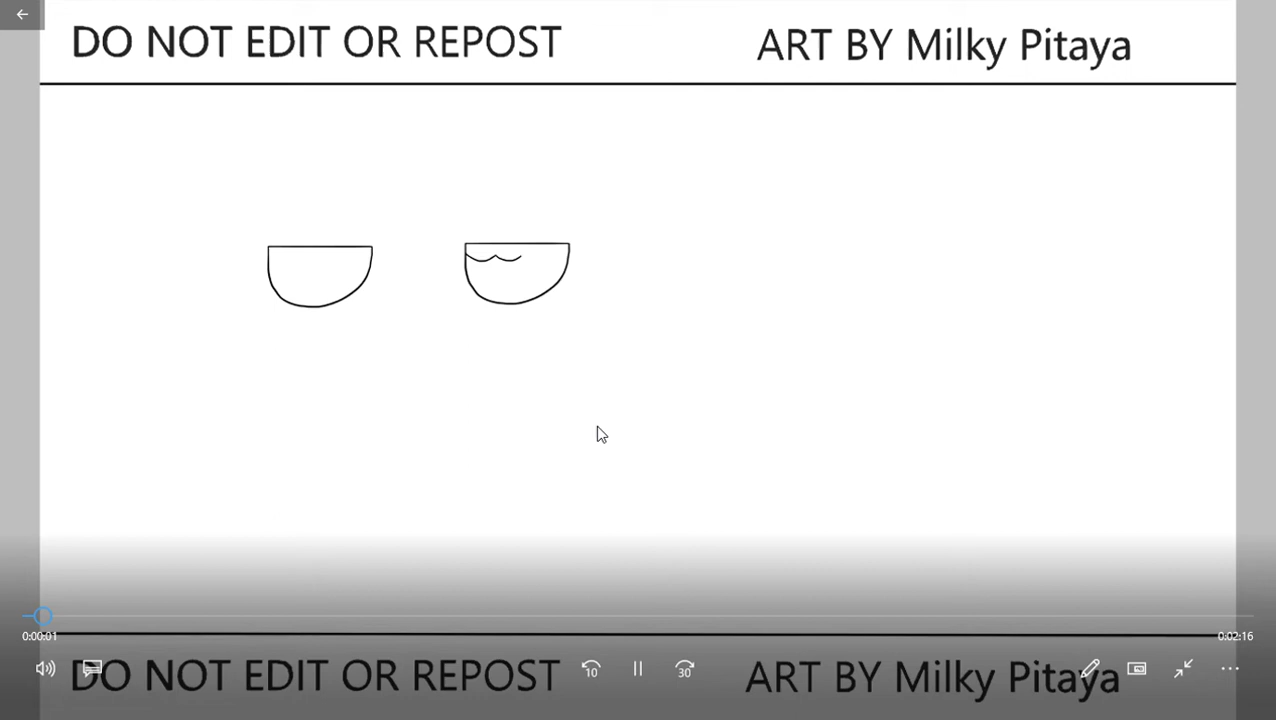 DO NOT EDIT OR REPOST
ART BY Milky Pitaya
0:00:01
0:02:16
10
30
DO NOT EDIT OR REPOST
ART BY Milky Pitaya